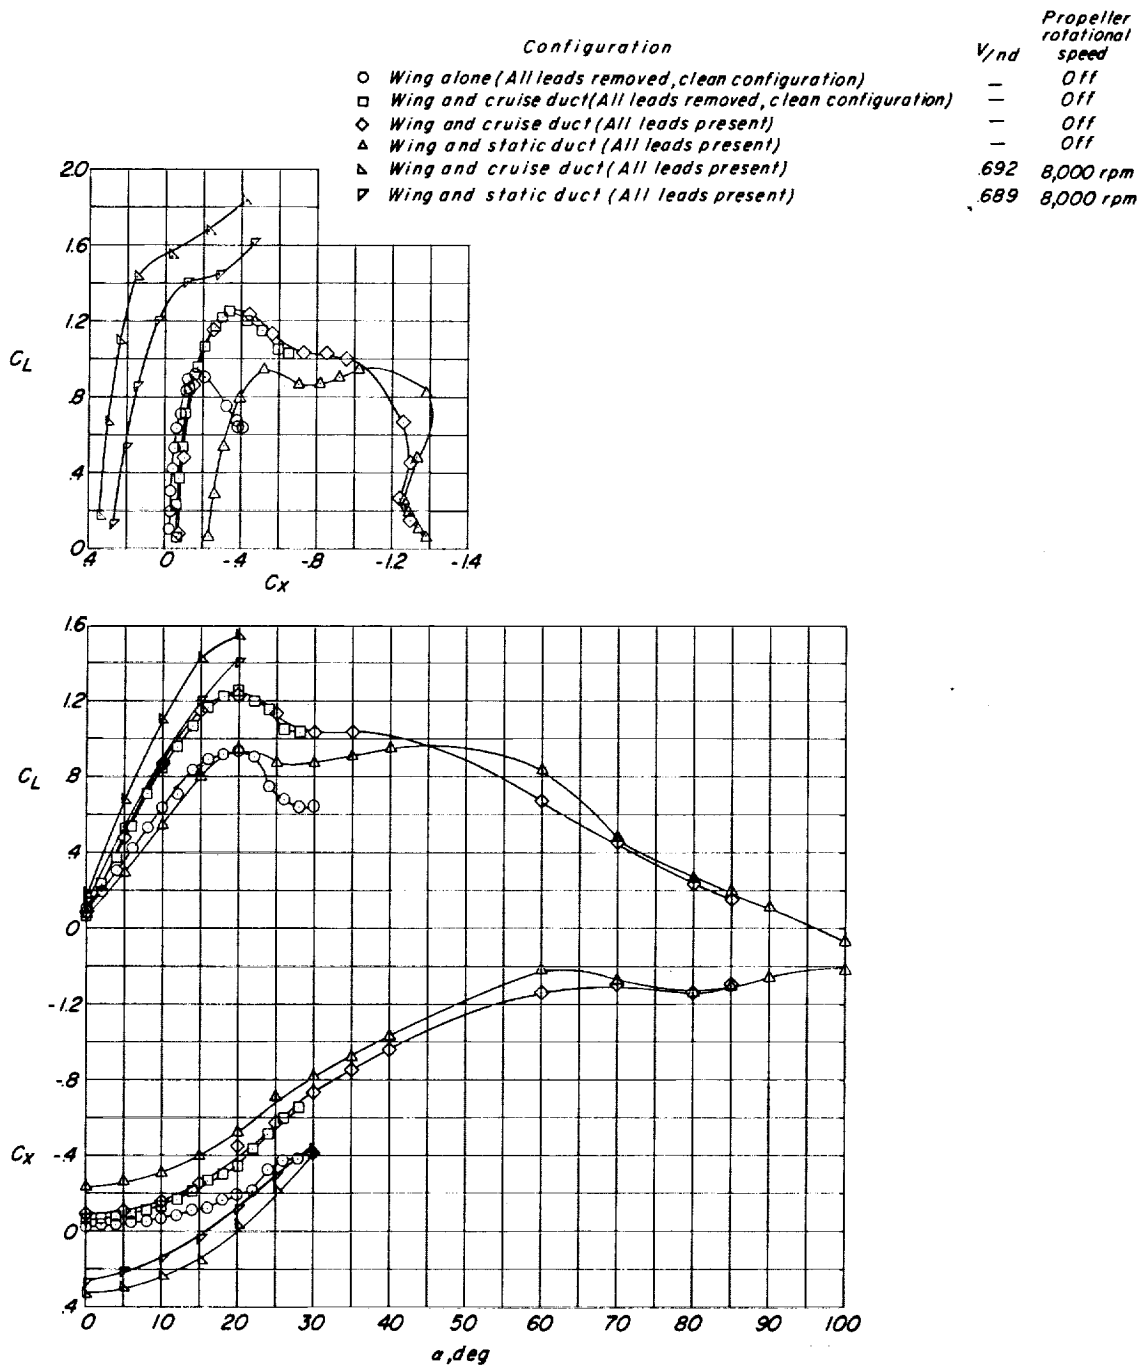 Propeller
rotational
Configuration V/nd speed
Wing alone (All leads removed, clean configuration) — Off
Wing and cruise duct (All leads removed, clean configuration) — Off
Wing and cruise duct (All leads present) — Off
Wing and static duct (All leads present) — Off
Wing and cruise duct (All leads present) .692 8,000 rpm
Wing and static duct (All leads present) .689 8,000 rpm
2.0
1.6
1.2
CL
.8
.4
0
.4 0 -.4 -.8 -1.2 -1.4
Cx
1.6
1.2
CL
.8
.4
0
-1.2
-.8
Cx
-.4
0
.4
0 10 20 30 40 50 60 70 80 90 100
α, deg